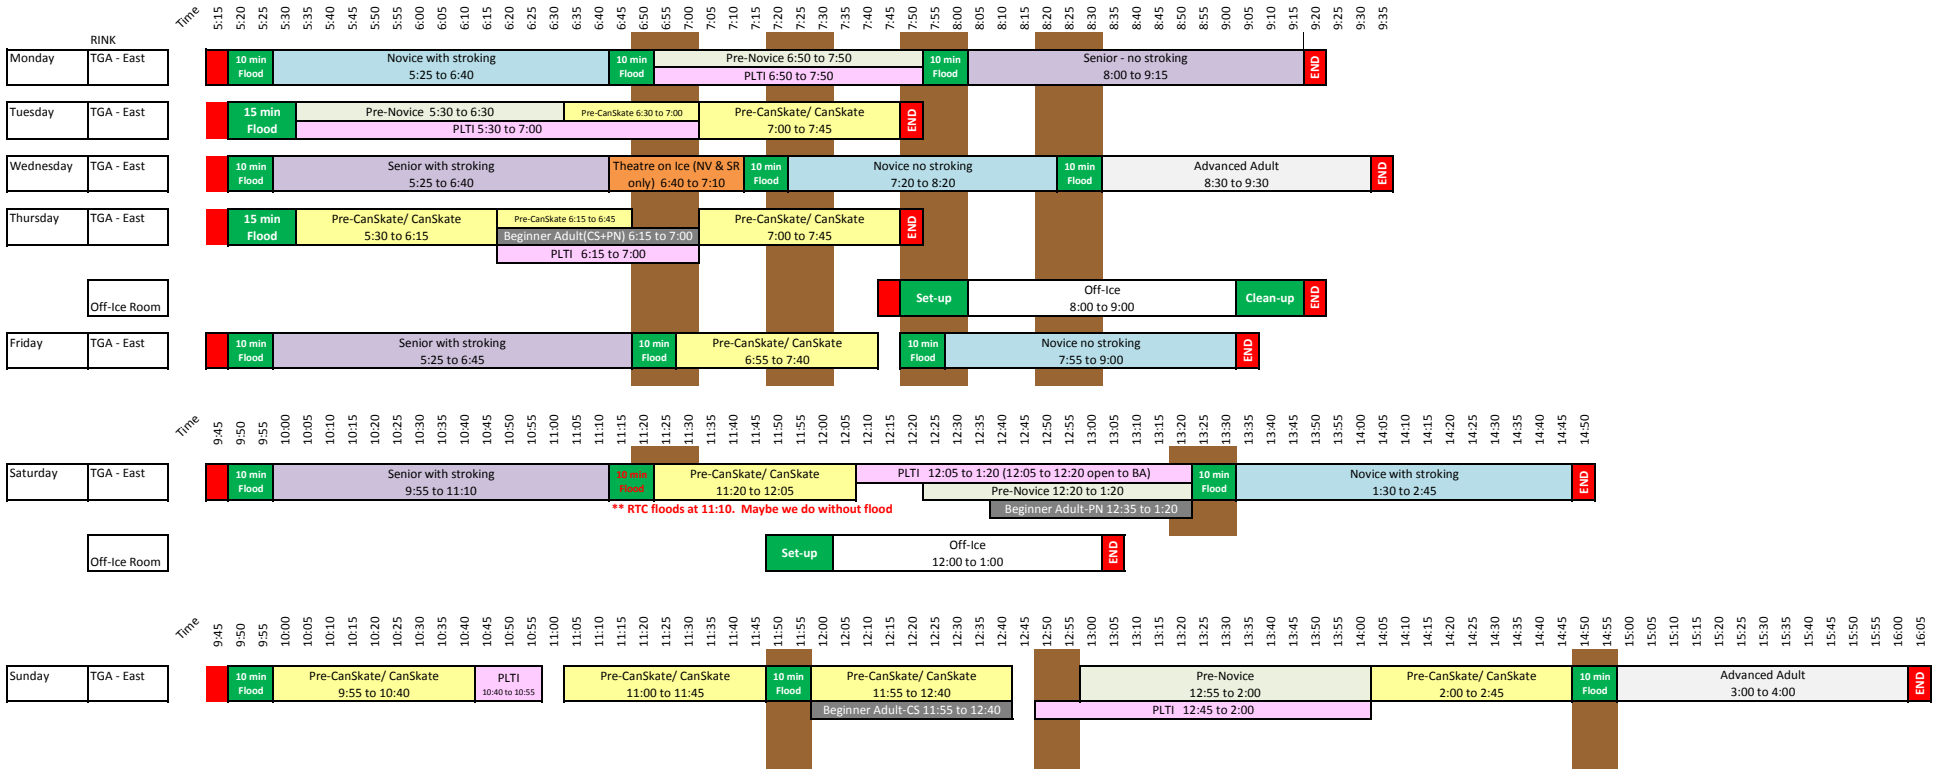 Time 5:15 5:20 5:25 5:30 5:35 5:40 5:45 5:50 5:55 6:00 6:05 6:10 6:15 6:20 6:25 6:30 6:35 6:40 6:45 6:50 6:55 7:00 7:05 7:10 7:15 7:20 7:25 7:30 7:35 7:40 7:45 7:50 7:55 8:00 8:05 8:10 8:15 8:20 8:25 8:30 8:35 8:40 8:45 8:50 8:55 9:00 9:05 9:10 9:15 9:20 9:30 9:35
RINK
Monday TGA - East 10 min Novice with stroking 10 min Pre-Novice 6:50 to 7:50 10 min Senior - no stroking END
Flood 5:25 to 6:40 Flood PLTI 6:50 to 7:50 Flood 8:00 to 9:15
Tuesday TGA - East 15 min Pre-Novice 5:30 to 6:30 Pre-CanSkate 6:30 to 7:00 Pre-CanSkate/ CanSkate END
Flood PLTI 5:30 to 7:00 7:00 to 7:45
Wednesday TGA - East 10 min Senior with stroking Theatre on Ice (NV & SR 10 min Novice no stroking 10 min Advanced Adult END
Flood 5:25 to 6:40 only) 6:40 to 7:10 Flood 7:20 to 8:20 Flood 8:30 to 9:30
Thursday TGA - East 15 min Pre-CanSkate/ CanSkate Pre-CanSkate 6:15 to 6:45 Pre-CanSkate/ CanSkate END
Flood 5:30 to 6:15 Beginner Adult(CS+PN) 6:15 to 7:00 7:00 to 7:45
PLTI 6:15 to 7:00
Off-Ice Room Set-up Off-Ice Clean-up END
8:00 to 9:00
Friday TGA - East 10 min Senior with stroking 10 min Pre-CanSkate/ CanSkate 10 min Novice no stroking END
Flood 5:25 to 6:45 Flood 6:55 to 7:40 Flood 7:55 to 9:00
Time 9:45 9:50 9:55 10:00 10:05 10:10 10:15 10:20 10:25 10:30 10:35 10:40 10:45 10:50 10:55 11:00 11:05 11:10 11:15 11:20 11:25 11:30 11:35 11:40 11:45 11:50 11:55 12:00 12:05 12:10 12:15 12:20 12:25 12:30 12:35 12:40 12:45 12:50 12:55 13:00 13:05 13:10 13:15 13:20 13:25 13:30 13:35 13:40 13:45 13:50 13:55 14:00 14:05 14:10 14:15 14:20 14:25 14:30 14:35 14:40 14:45 14:50
Saturday TGA - East 10 min Senior with stroking 10 min Pre-CanSkate/ CanSkate PLTI 12:05 to 1:20 (12:05 to 12:20 open to BA) 10 min Novice with stroking END
Flood 9:55 to 11:10 Flood 11:20 to 12:05 Pre-Novice 12:20 to 1:20 Flood 1:30 to 2:45
** RTC floods at 11:10. Maybe we do without flood Beginner Adult-PN 12:35 to 1:20
Off-Ice Room Set-up Off-Ice END
12:00 to 1:00
Time 9:45 9:50 9:55 10:00 10:05 10:10 10:15 10:20 10:25 10:30 10:35 10:40 10:45 10:50 10:55 11:00 11:05 11:10 11:15 11:20 11:25 11:30 11:35 11:40 11:45 11:50 11:55 12:00 12:05 12:10 12:15 12:20 12:25 12:30 12:35 12:40 12:45 12:50 12:55 13:00 13:05 13:10 13:15 13:20 13:25 13:30 13:35 13:40 13:45 13:50 13:55 14:00 14:05 14:10 14:15 14:20 14:25 14:30 14:35 14:40 14:45 14:50 14:55 15:00 15:05 15:10 15:15 15:20 15:25 15:30 15:35 15:40 15:45 15:50 15:55 16:00 16:05
Sunday TGA - East 10 min Pre-CanSkate/ CanSkate PLTI Pre-CanSkate/ CanSkate 10 min Pre-CanSkate/ CanSkate Pre-Novice Pre-CanSkate/ CanSkate 10 min Advanced Adult END
Flood 9:55 to 10:40 10:40 to 10:55 11:00 to 11:45 Flood 11:55 to 12:40 12:55 to 2:00 2:00 to 2:45 Flood 3:00 to 4:00
Beginner Adult-CS 11:55 to 12:40 PLTI 12:45 to 2:00